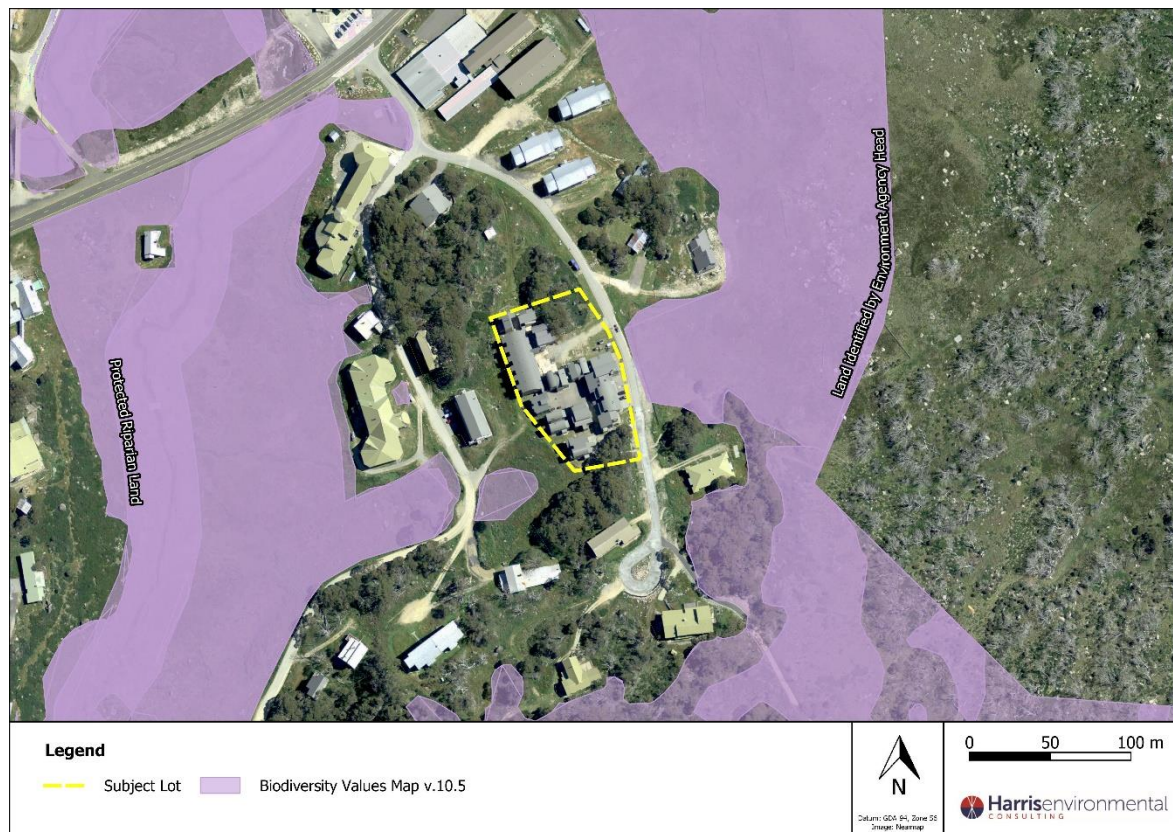 Protected Riparian Land
Land Identified by Environment Agency Head
Legend
Subject Lot
Biodiversity Values Map v.10.5
N
Datum: GDA 94, Zone 55
Image: Nearmap
0 50 100 m
Harrisenvironmental
CONSULTING